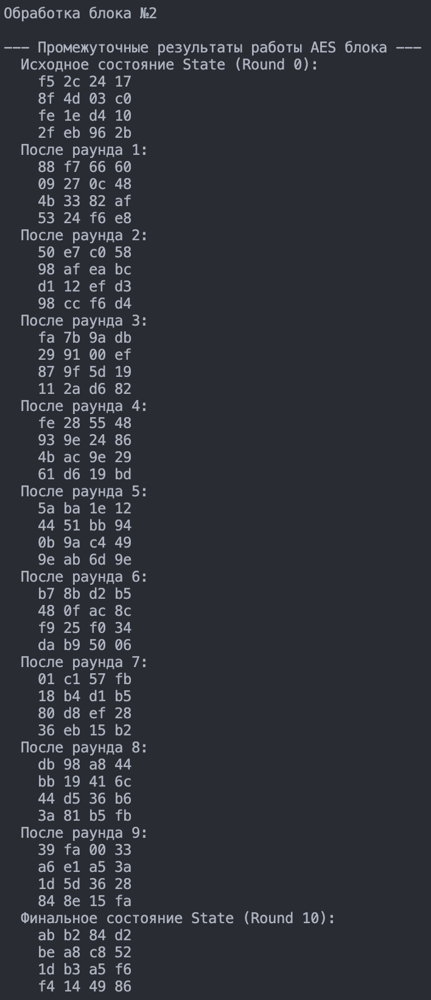 Обработка блока №2
--- Промежуточные результаты работы AES блока ---
Исходное состояние State (Round 0):
f5 2c 24 17
8f 4d 03 c0
fe 1e d4 10
2f eb 96 2b
После раунда 1:
88 f7 66 60
09 27 0c 48
4b 33 82 af
53 24 f6 e8
После раунда 2:
50 e7 c0 58
98 af ea bc
d1 12 ef d3
98 cc f6 d4
После раунда 3:
fa 7b 9a db
29 91 00 ef
87 9f 5d 19
11 2a d6 82
После раунда 4:
fe 28 55 48
93 9e 24 86
4b ac 9e 29
61 d6 19 bd
После раунда 5:
5a ba 1e 12
44 51 bb 94
0b 9a c4 49
9e ab 6d 9e
После раунда 6:
b7 8b d2 b5
48 0f ac 8c
f9 25 f0 34
da b9 50 06
После раунда 7:
01 c1 57 fb
18 b4 d1 b5
80 d8 ef 28
36 eb 15 b2
После раунда 8:
db 98 a8 44
bb 19 41 6c
44 d5 36 b6
3a 81 b5 fb
После раунда 9:
39 fa 00 33
a6 e1 a5 3a
1d 5d 36 28
84 8e 15 fa
Финальное состояние State (Round 10):
ab b2 84 d2
be a8 c8 52
1d b3 a5 f6
f4 14 49 86